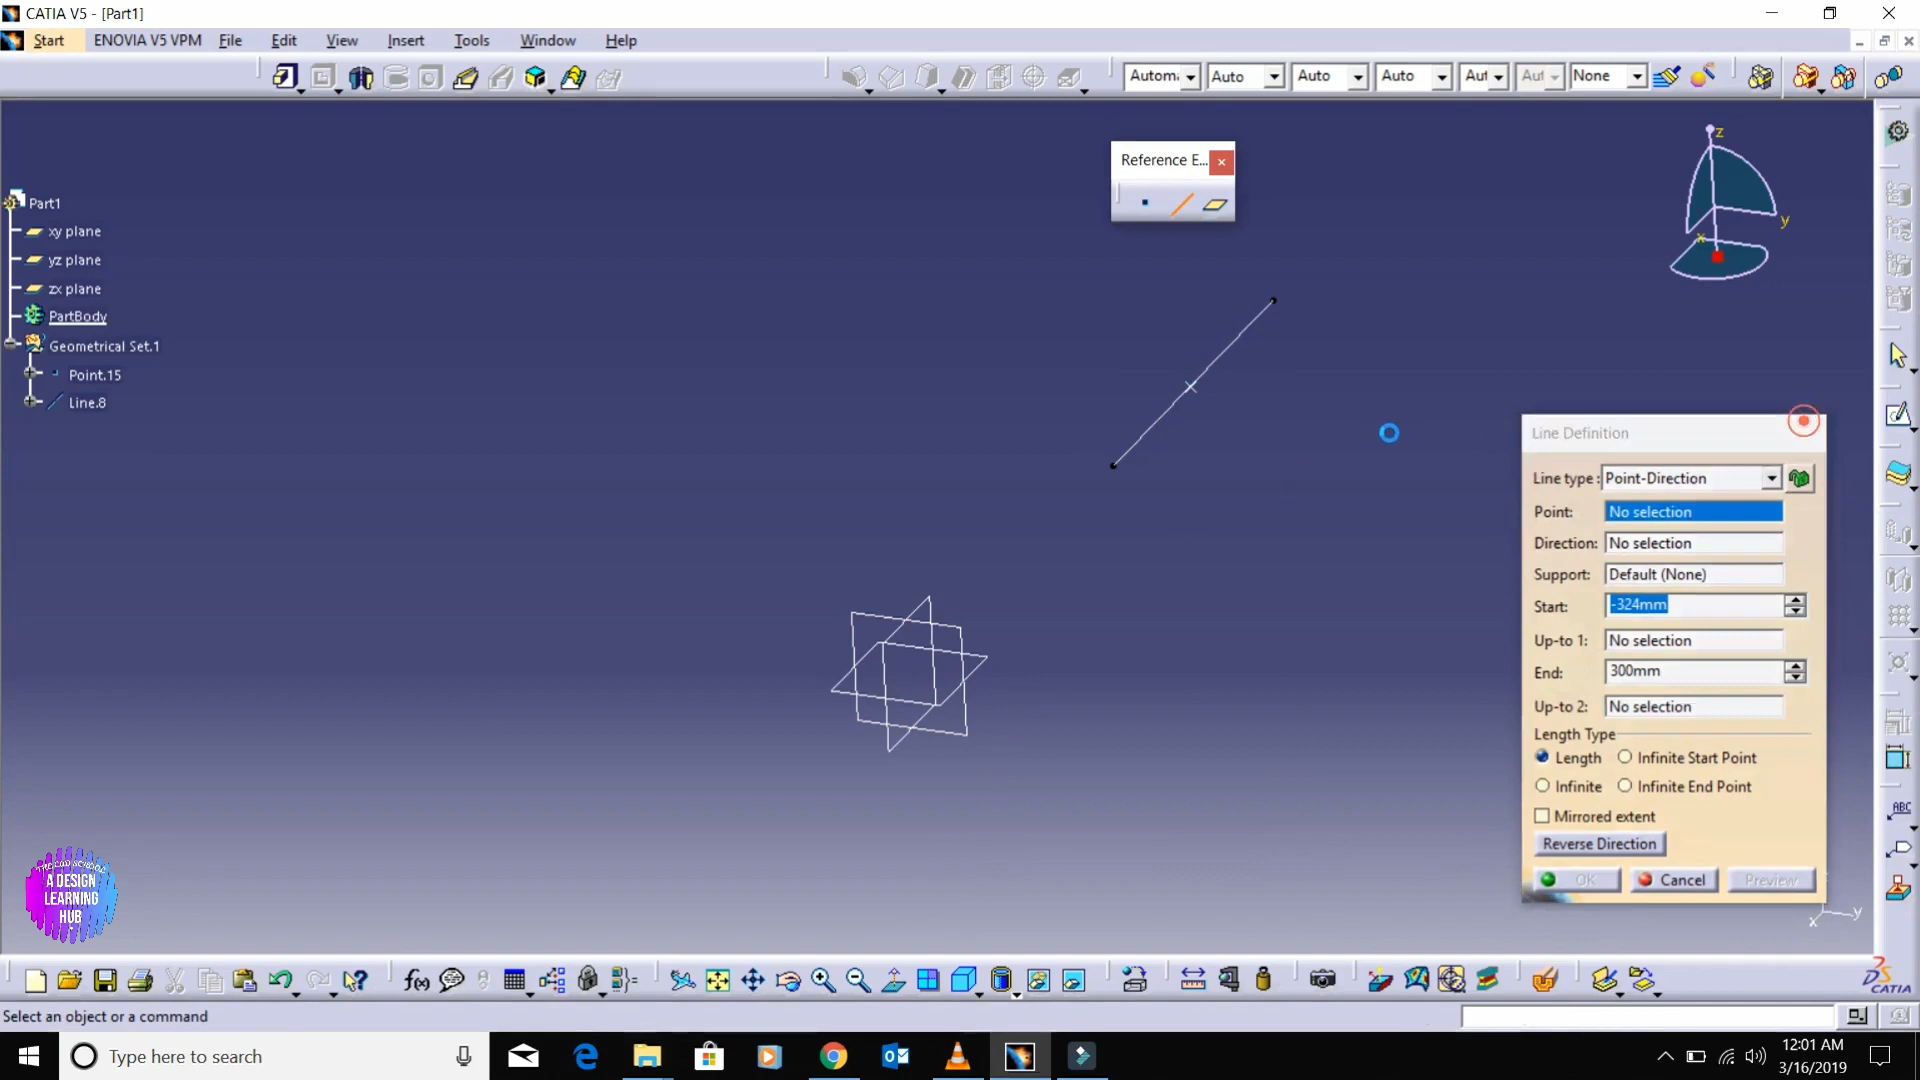 CATIA V5 - [Part1]
Start ENOVIA V5 VPM File Edit View Insert Tools Window Help
Automa Auto Auto Auto Aut Aut None
Reference E...
z
y
x
Part1
xy plane
yz plane
zx plane
PartBody
Geometrical Set.1
Point.15
Line.8
Line Definition
Line type : Point-Direction
Point: No selection
Direction: No selection
Support: Default (None)
Start: -324mm
Up-to 1: No selection
End: 300mm
Up-to 2: No selection
Length Type
Length Infinite Start Point
Infinite Infinite End Point
Mirrored extent
Reverse Direction
OK Cancel Preview
ABC
x y
THE CAD SCHOOL
A DESIGN
LEARNING
HUB
f(x)
CATIA
Select an object or a command
Type here to search
12:01 AM
3/16/2019